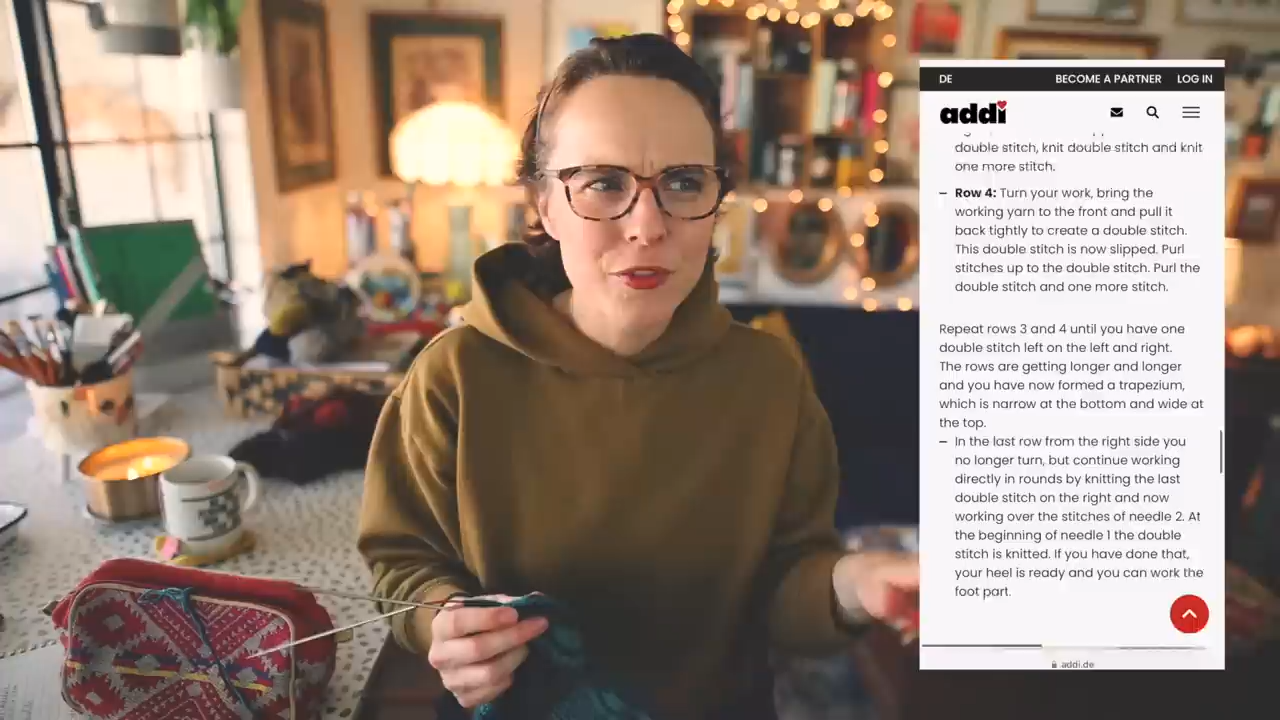 DE BECOME A PARTNER LOG IN
addi
double stitch, knit double stitch and knit
one more stitch.
– Row 4: Turn your work, bring the
working yarn to the front and pull it
back tightly to create a double stitch.
This double stitch is now slipped. Purl
stitches up to the double stitch. Purl the
double stitch and one more stitch.
Repeat rows 3 and 4 until you have one
double stitch left on the left and right.
The rows are getting longer and longer
and you have now formed a trapezium,
which is narrow at the bottom and wide at
the top.
– In the last row from the right side you
no longer turn, but continue working
directly in rounds by knitting the last
double stitch on the right and now
working over the stitches of needle 2. At
the beginning of needle 1 the double
stitch is knitted. If you have done that,
your heel is ready and you can work the
foot part.
addi.de